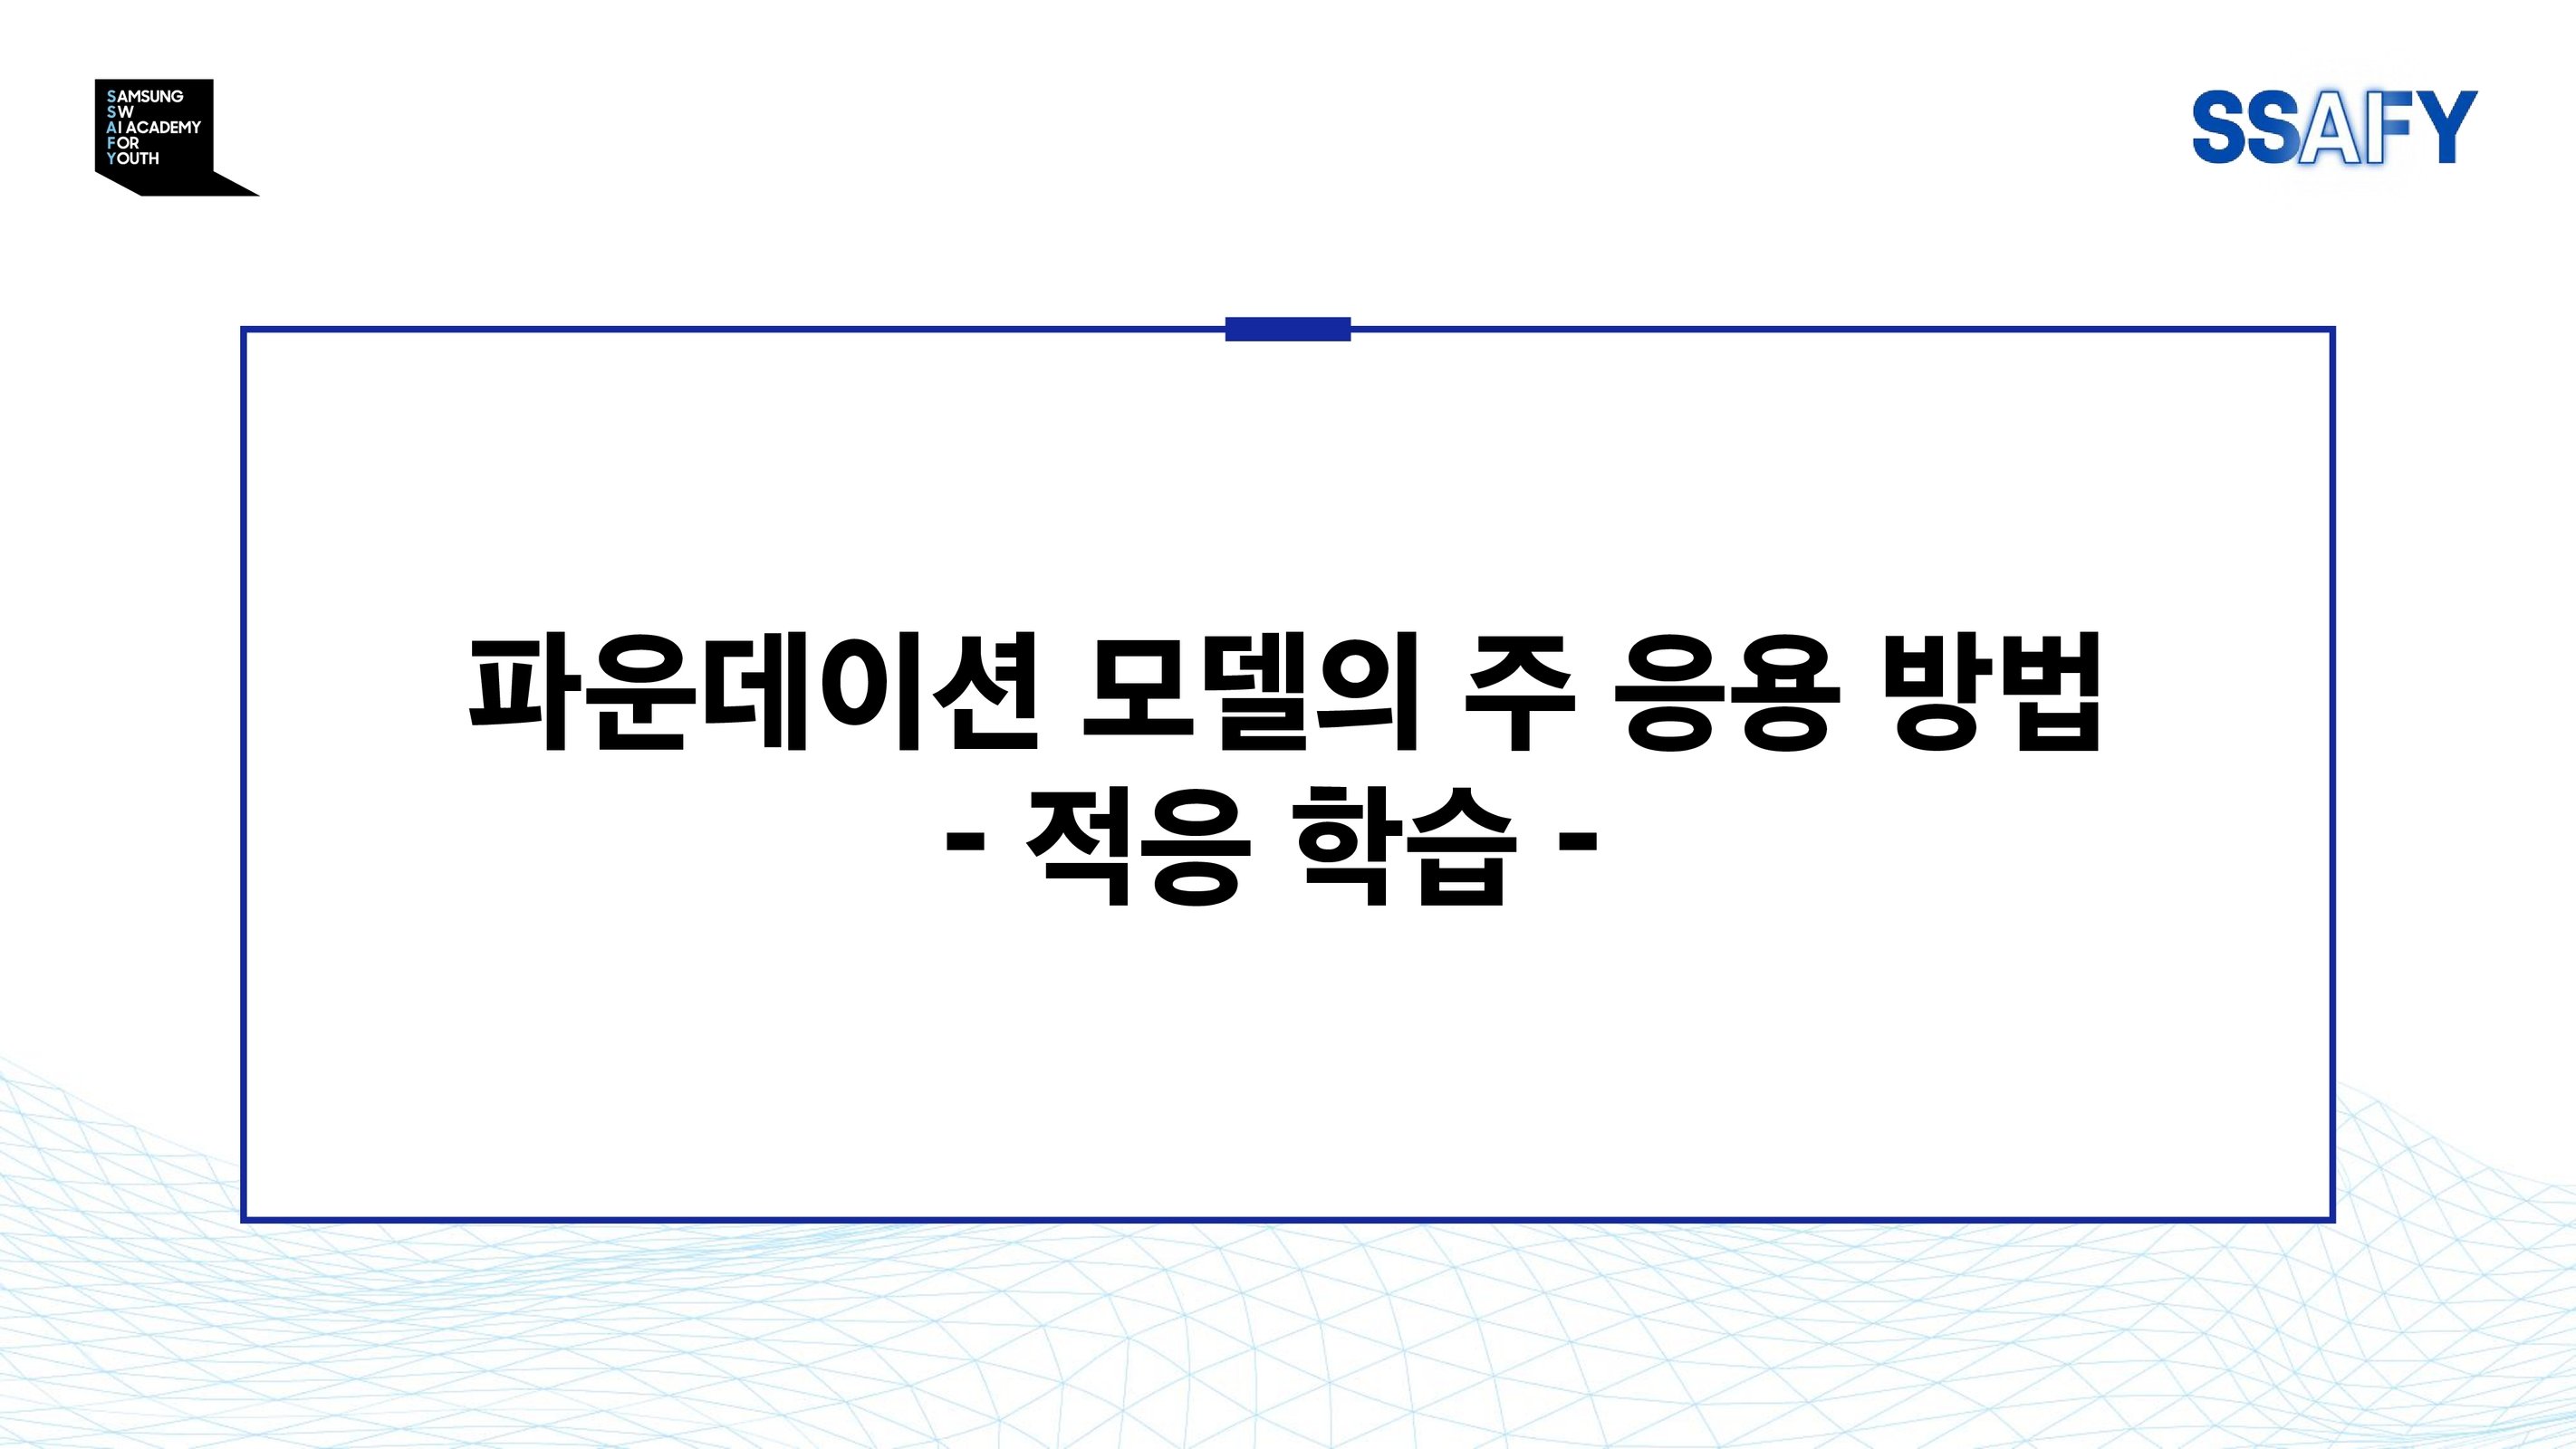 SAMSUNG
SW
AI ACADEMY
FOR
YOUTH
SSAFY
파운데이션 모델의 주 응용 방법
- 적응 학습 -